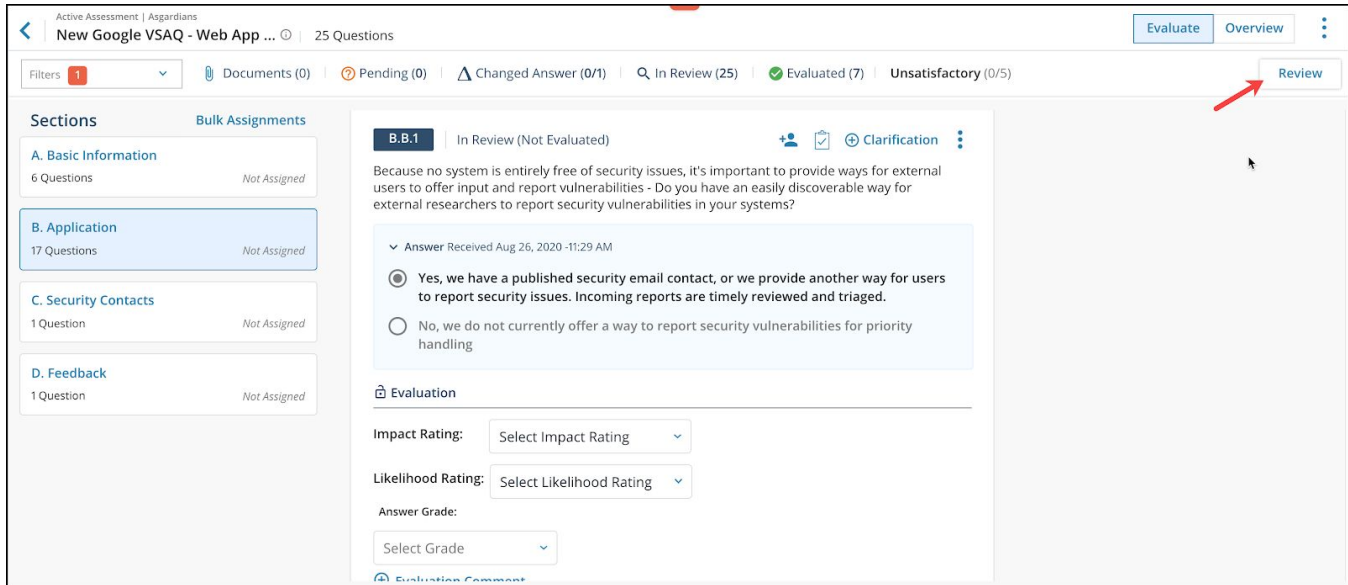 Active Assessment | Asgardians
New Google VSAQ - Web App ...
25 Questions
Evaluate
Overview
Filters 1
Documents (0)
Pending (0)
Changed Answer (0/1)
In Review (25)
Evaluated (7)
Unsatisfactory (0/5)
Review
Sections
Bulk Assignments
A. Basic Information
6 Questions
Not Assigned
B. Application
17 Questions
Not Assigned
C. Security Contacts
1 Question
Not Assigned
D. Feedback
1 Question
Not Assigned
B.B.1
In Review (Not Evaluated)
Clarification
Because no system is entirely free of security issues, it's important to provide ways for external
users to offer input and report vulnerabilities - Do you have an easily discoverable way for
external researchers to report security vulnerabilities in your systems?
Answer Received Aug 26, 2020 -11:29 AM
Yes, we have a published security email contact, or we provide another way for users
to report security issues. Incoming reports are timely reviewed and triaged.
No, we do not currently offer a way to report security vulnerabilities for priority
handling
Evaluation
Impact Rating:
Select Impact Rating
Likelihood Rating:
Select Likelihood Rating
Answer Grade:
Select Grade
Evaluation Comment